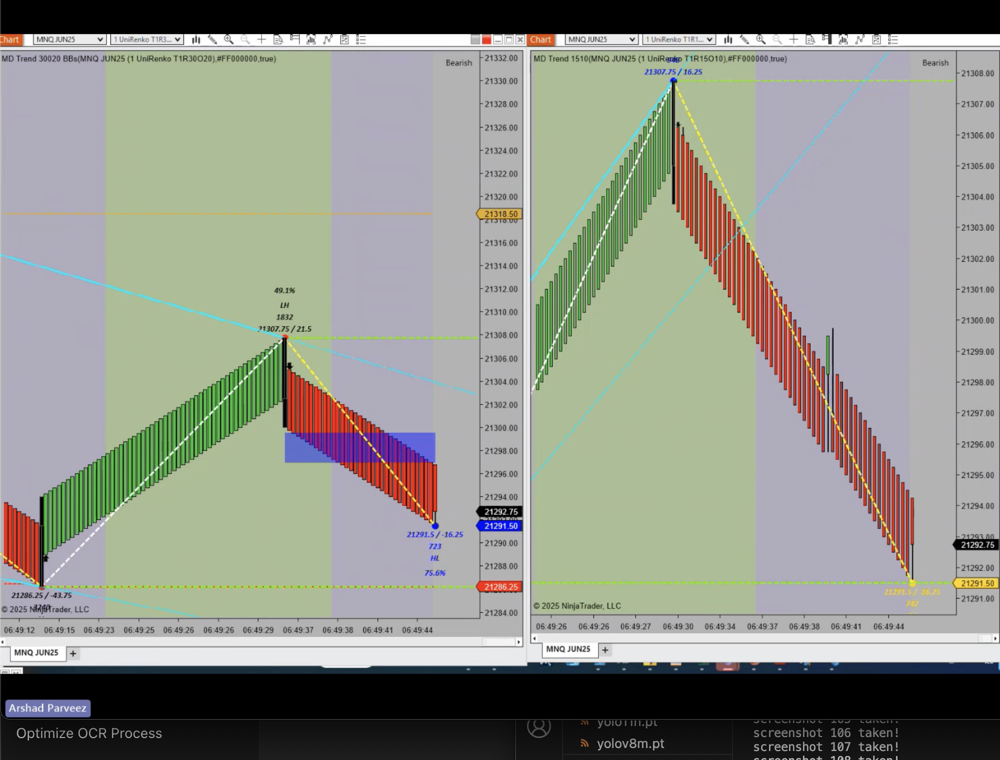 Chart
MNQ JUN25
1 UniRenko T1R3...
MD Trend 30020 BBs(MNQ JUN25 (1 UniRenko T1R30O20),#FF000000,true)
Bearish
21332.00
21330.00
21328.00
21326.00
21324.00
21322.00
21320.00
21318.50
21316.00
21314.00
21312.00
21310.00
21308.00
21306.00
21304.00
21302.00
21300.00
21298.00
21296.00
21294.00
21292.75
21291.50
21290.00
21288.00
21286.25
21284.00
49.1%
LH
1832
21307.75 / 21.5
21291.5 / -16.25
723
HL
75.6%
21286.25 / -43.75
© 2025 NinjaTrader, LLC
06:49:12 06:49:15 06:49:23 06:49:25 06:49:26 06:49:29 06:49:37 06:49:38 06:49:41 06:49:44
MNQ JUN25
+
Chart
MNQ JUN25
1 UniRenko T1R1...
MD Trend 1510(MNQ JUN25 (1 UniRenko T1R15O10),#FF000000,true)
Bearish
21307.75 / 16.25
21308.00
21307.00
21306.00
21305.00
21304.00
21303.00
21302.00
21301.00
21300.00
21299.00
21298.00
21297.00
21296.00
21295.00
21294.00
21293.00
21292.75
21292.00
21291.50
21291.00
21291.5 / -16.25
© 2025 NinjaTrader, LLC
06:49:26 06:49:26 06:49:27 06:49:30 06:49:38 06:49:38 06:49:41 06:49:44
MNQ JUN25
+
Arshad Parveez
Optimize OCR Process
yolo11n.pt
yolov8m.pt
screenshot 105 taken!
screenshot 106 taken!
screenshot 107 taken!
screenshot 108 taken!